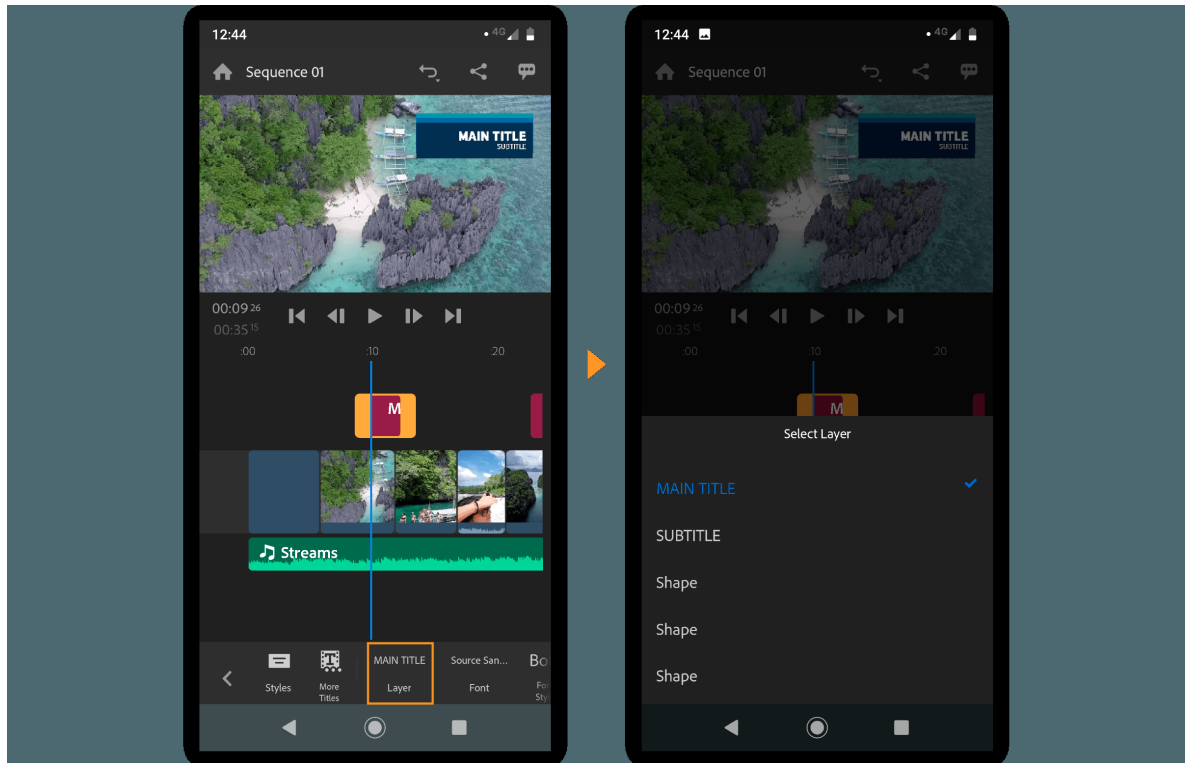 12:44
4G
Sequence 01
MAIN TITLE
SUBTITLE
00:09 26
00:35 15
:00 :10 :20
M
Streams
MAIN TITLE Source San... Bo
Styles More Titles Layer Font For Sty
12:44
4G
Sequence 01
MAIN TITLE
SUBTITLE
00:09 26
00:35 15
:00 :10 :20
M
Select Layer
MAIN TITLE
SUBTITLE
Shape
Shape
Shape